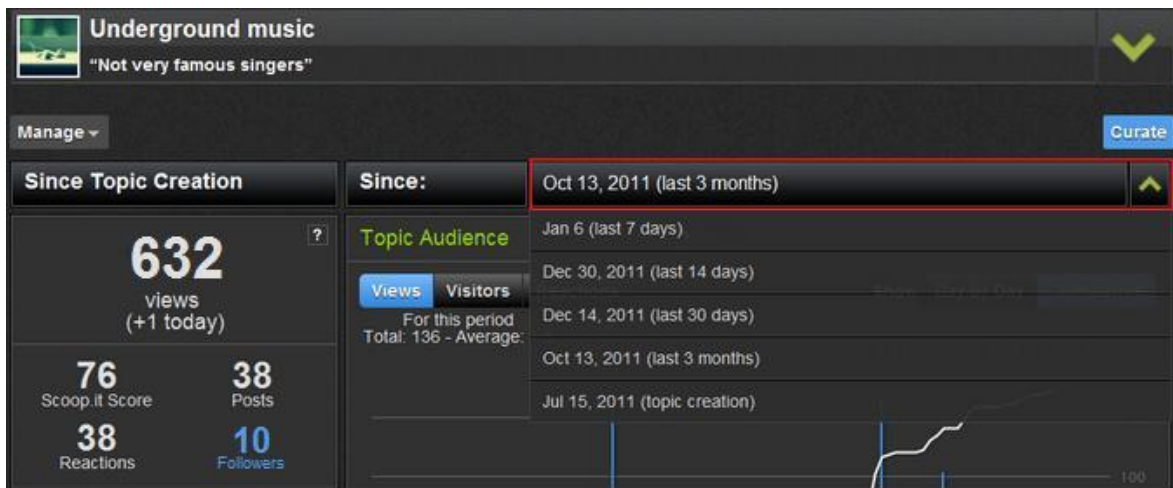 Underground music
"Not very famous singers"
Manage
Curate
Since Topic Creation
Since:
Oct 13, 2011 (last 3 months)
Jan 6 (last 7 days)
Dec 30, 2011 (last 14 days)
Dec 14, 2011 (last 30 days)
Oct 13, 2011 (last 3 months)
Jul 15, 2011 (topic creation)
632
?
views
(+1 today)
76
Scoop.it Score
38
Posts
38
Reactions
10
Followers
Topic Audience
Views Visitors
For this period
Total: 136 - Average:
100